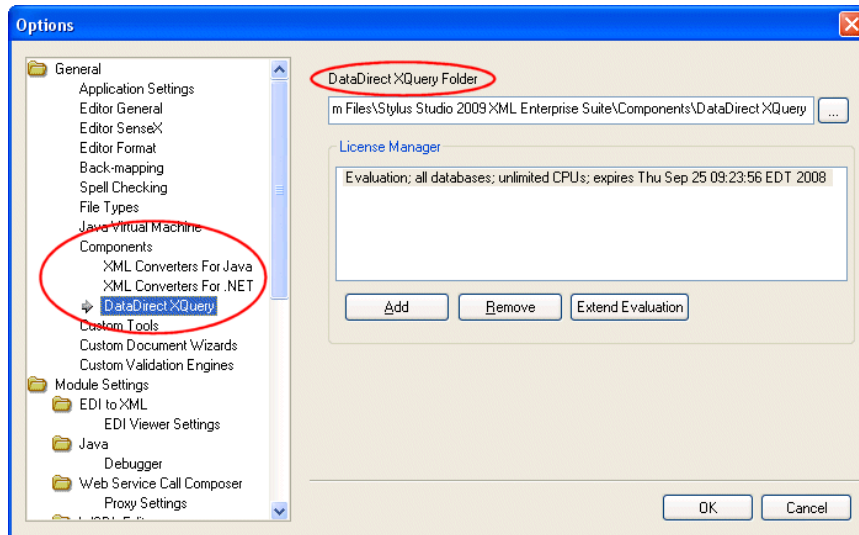 Options
General
Application Settings
Editor General
Editor SenseX
Editor Format
Back-mapping
Spell Checking
File Types
Java Virtual Machine
Components
XML Converters For Java
XML Converters For .NET
DataDirect XQuery
Custom Tools
Custom Document Wizards
Custom Validation Engines
Module Settings
EDI to XML
EDI Viewer Settings
Java
Debugger
Web Service Call Composer
Proxy Settings
DataDirect XQuery Folder
m Files\Stylus Studio 2009 XML Enterprise Suite\Components\DataDirect XQuery ...
License Manager
Evaluation; all databases; unlimited CPUs; expires Thu Sep 25 09:23:56 EDT 2008
Add Remove Extend Evaluation
OK Cancel